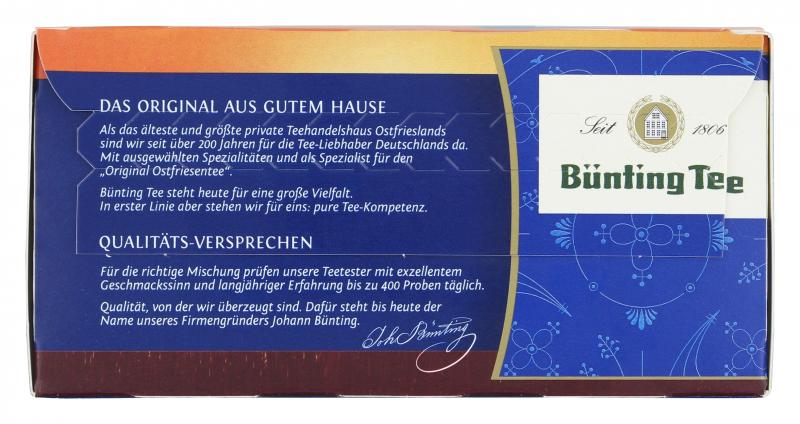 DAS ORIGINAL AUS GUTEM HAUSE
Als das älteste und größte private Teehandelshaus Ostfrieslands
sind wir seit über 200 Jahren für die Tee-Liebhaber Deutschlands da.
Mit ausgewählten Spezialitäten und als Spezialist für den
„Original Ostfriesentee“.
Bünting Tee steht heute für eine große Vielfalt.
In erster Linie aber stehen wir für eins: pure Tee-Kompetenz.
QUALITÄTS-VERSPRECHEN
Für die richtige Mischung prüfen unsere Teetester mit exzellentem
Geschmackssinn und langjähriger Erfahrung bis zu 400 Proben täglich.
Qualität, von der wir überzeugt sind. Dafür steht bis heute der
Name unseres Firmengründers Johann Bünting.
Joh Bünting
Seit 1806
Bünting Tee